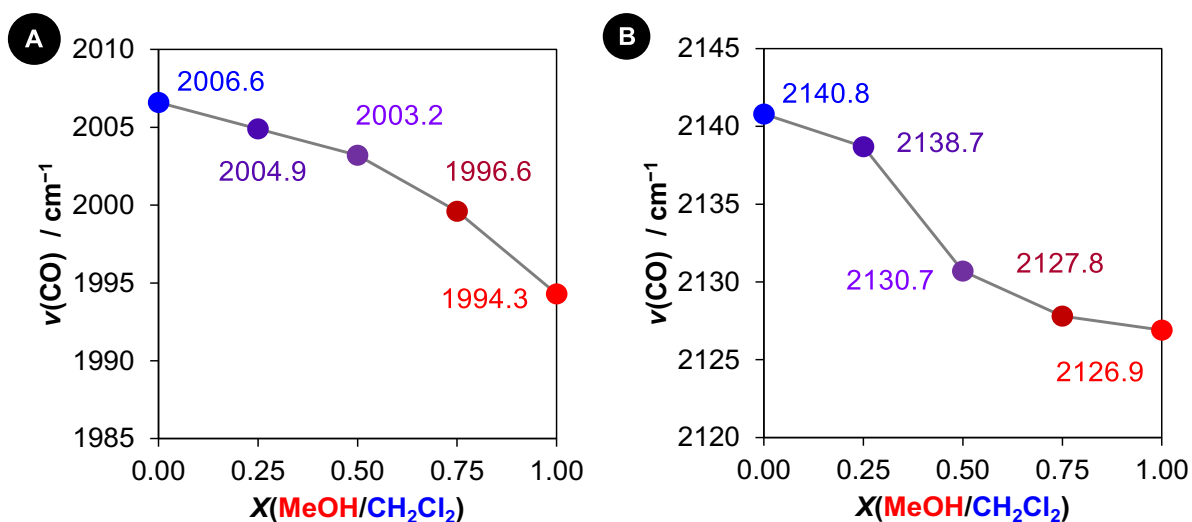 A
ν(CO) / cm⁻¹
2010
2005
2000
1995
1990
1985
2006.6
2004.9
2003.2
1996.6
1994.3
0.00 0.25 0.50 0.75 1.00
X(MeOH/CH₂Cl₂)
B
ν(CO) / cm⁻¹
2145
2140
2135
2130
2125
2120
2140.8
2138.7
2130.7
2127.8
2126.9
0.00 0.25 0.50 0.75 1.00
X(MeOH/CH₂Cl₂)